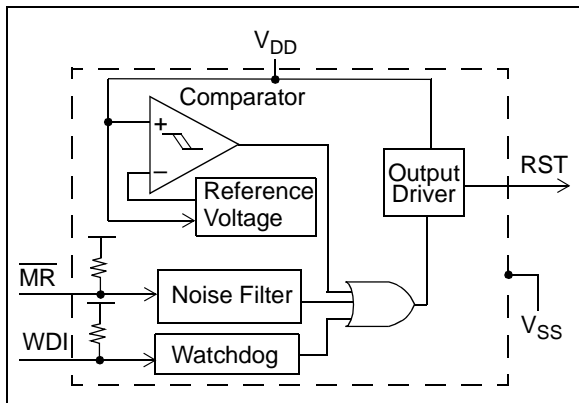 VDD
Comparator
+
−
Reference
Voltage
Output
Driver
RST
MR
Noise Filter
WDI
Watchdog
VSS